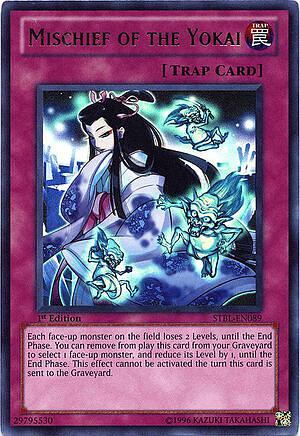 Mischief of the Yokai
TRAP
罠
[Trap Card]
1st Edition
STBL-EN089
Each face-up monster on the field loses 2 Levels, until the End
Phase. You can remove from play this card from your Graveyard
to select 1 face-up monster, and reduce its Level by 1, until the
End Phase. This effect cannot be activated the turn this card is
sent to the Graveyard.
29795530
©1996 KAZUKI TAKAHASHI